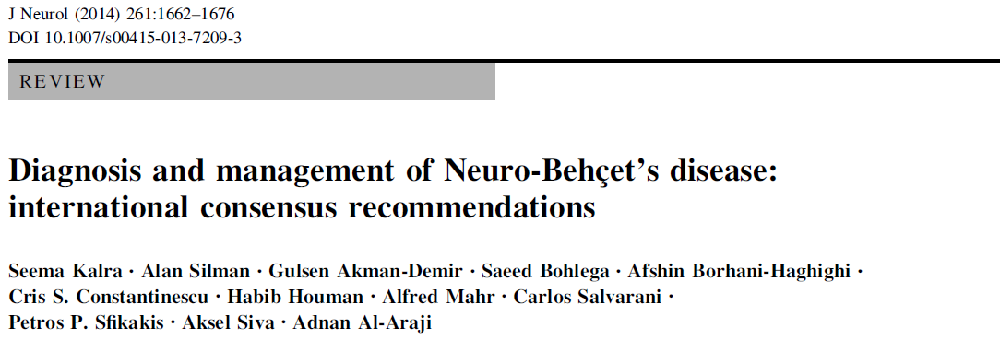 J Neurol (2014) 261:1662–1676
DOI 10.1007/s00415-013-7209-3
REVIEW
Diagnosis and management of Neuro-Behçet’s disease:
international consensus recommendations
Seema Kalra · Alan Silman · Gulsen Akman-Demir · Saeed Bohlega · Afshin Borhani-Haghighi ·
Cris S. Constantinescu · Habib Houman · Alfred Mahr · Carlos Salvarani ·
Petros P. Sfikakis · Aksel Siva · Adnan Al-Araji